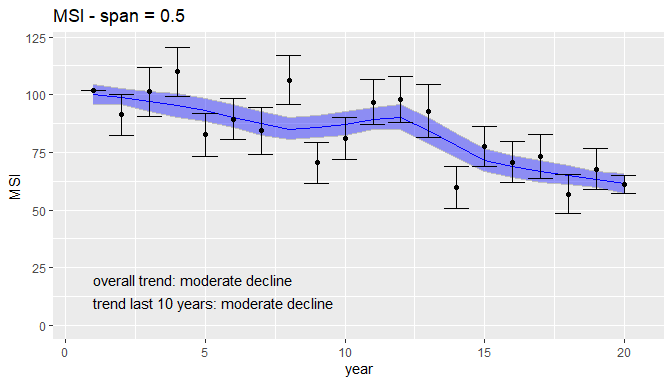 MSI - span = 0.5
125
100
75
50
25
0
MSI
overall trend: moderate decline
trend last 10 years: moderate decline
0 5 10 15 20
year